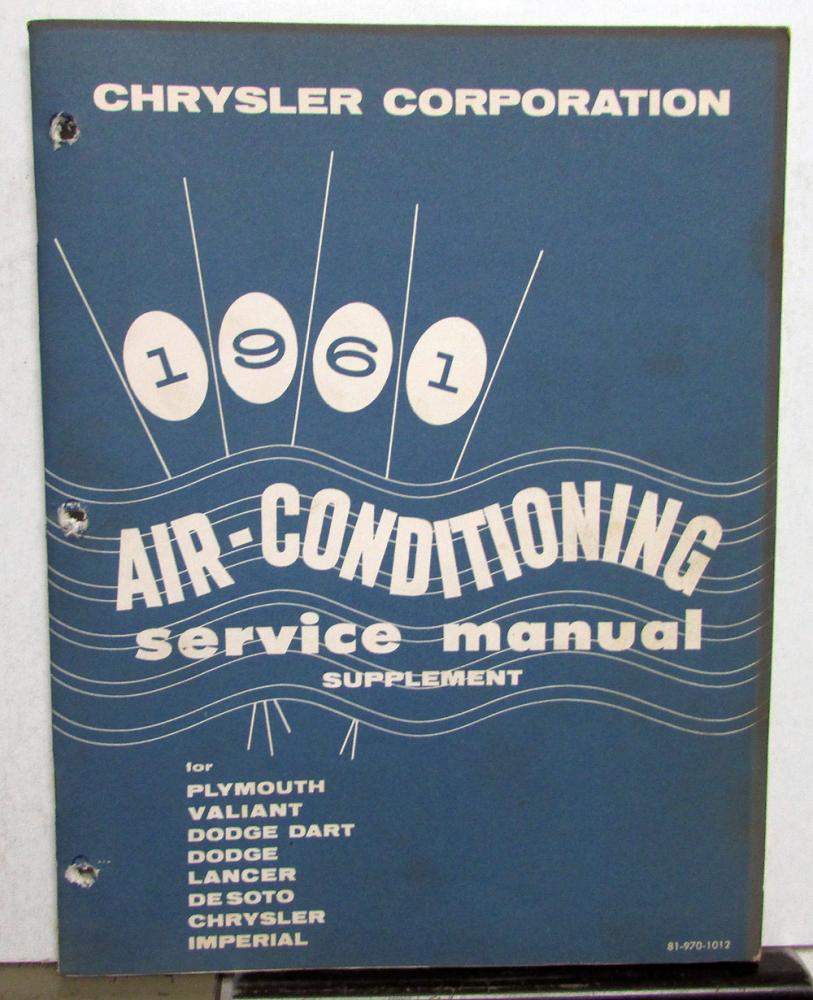 CHRYSLER CORPORATION
1961
AIR-CONDITIONING
service manual
SUPPLEMENT
for
PLYMOUTH
VALIANT
DODGE DART
DODGE
LANCER
DE SOTO
CHRYSLER
IMPERIAL
81-970-1012